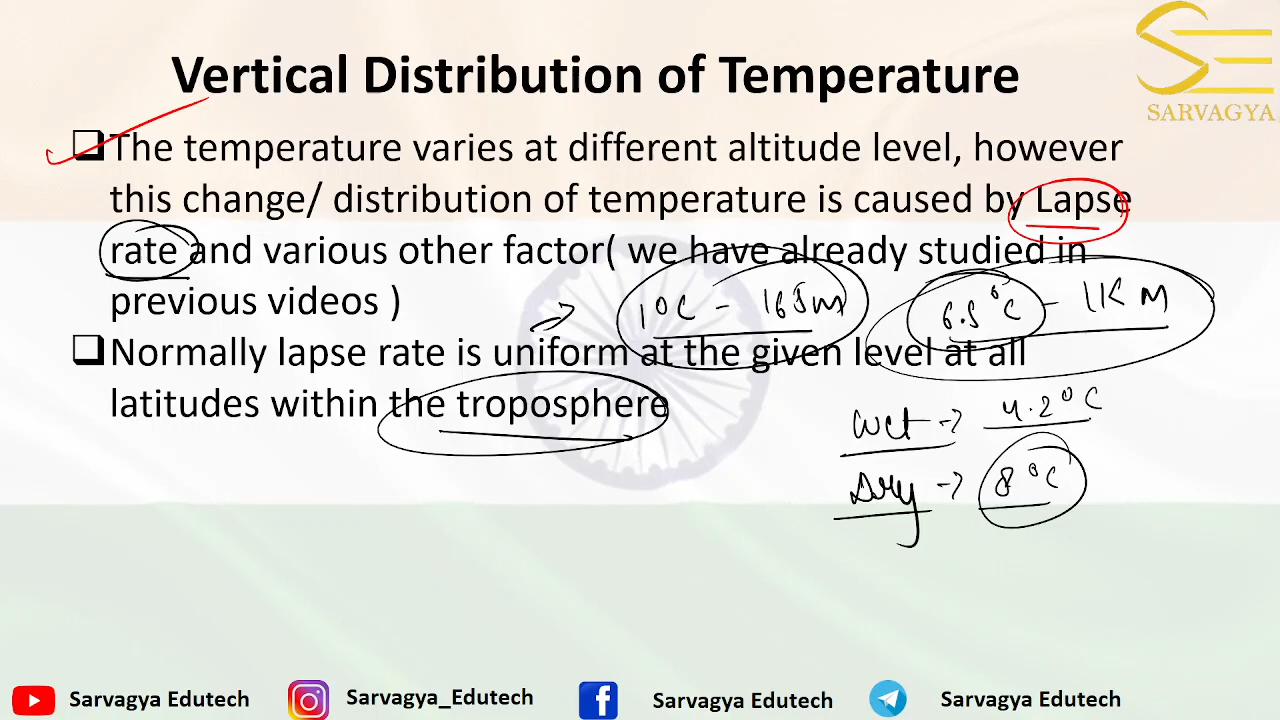 Vertical Distribution of Temperature
SARVAGYA
The temperature varies at different altitude level, however
this change/ distribution of temperature is caused by Lapse
rate and various other factor( we have already studied in
previous videos )
1°C - 165m
6.5°C - 1KM
Normally lapse rate is uniform at the given level at all
latitudes within the troposphere
wet → 4.2°C
Dry → 8°C
Sarvagya Edutech
Sarvagya_Edutech
Sarvagya Edutech
Sarvagya Edutech